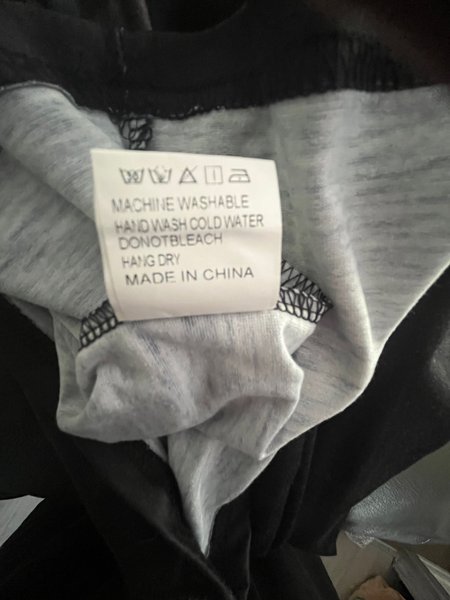 MACHINE WASHABLE
HAND WASH COLD WATER
DONOTBLEACH
HANG DRY
MADE IN CHINA